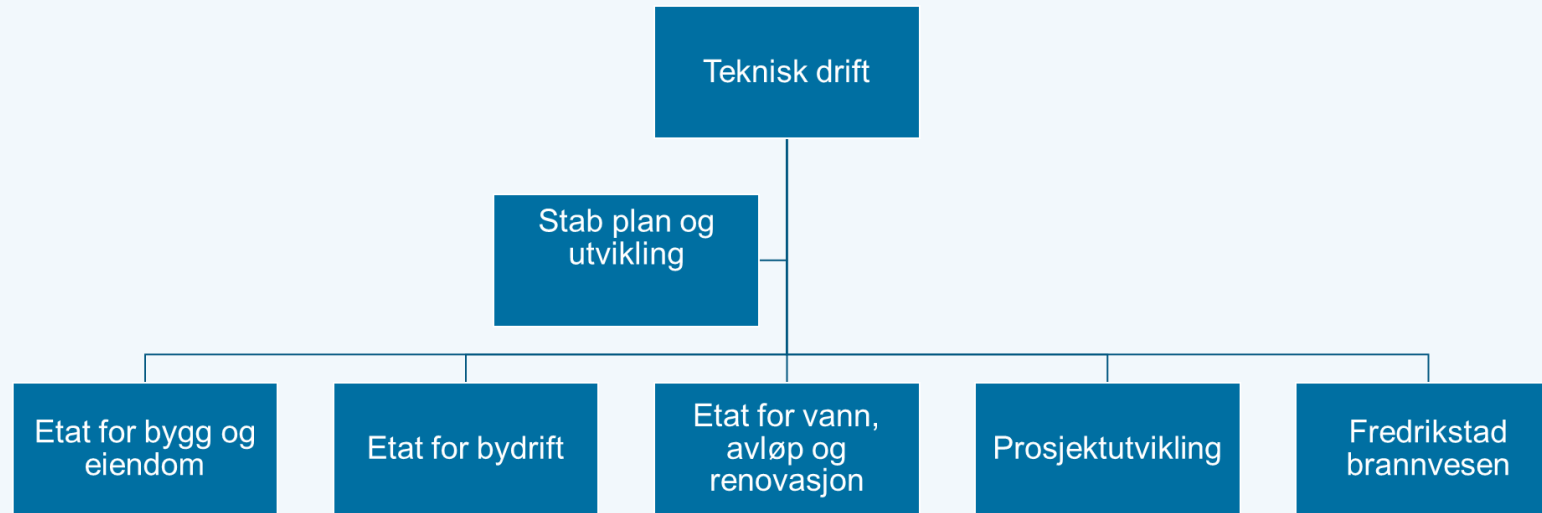 Teknisk drift
Stab plan og
utvikling
Etat for bygg og
eiendom
Etat for bydrift
Etat for vann,
avløp og
renovasjon
Prosjektutvikling
Fredrikstad
brannvesen